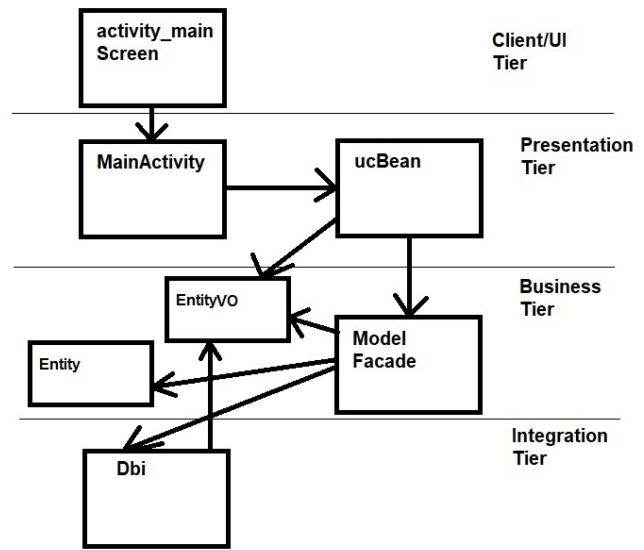 activity_main
Screen
Client/UI
Tier
MainActivity
ucBean
Presentation
Tier
EntityVO
Business
Tier
Entity
Model
Facade
Integration
Tier
Dbi